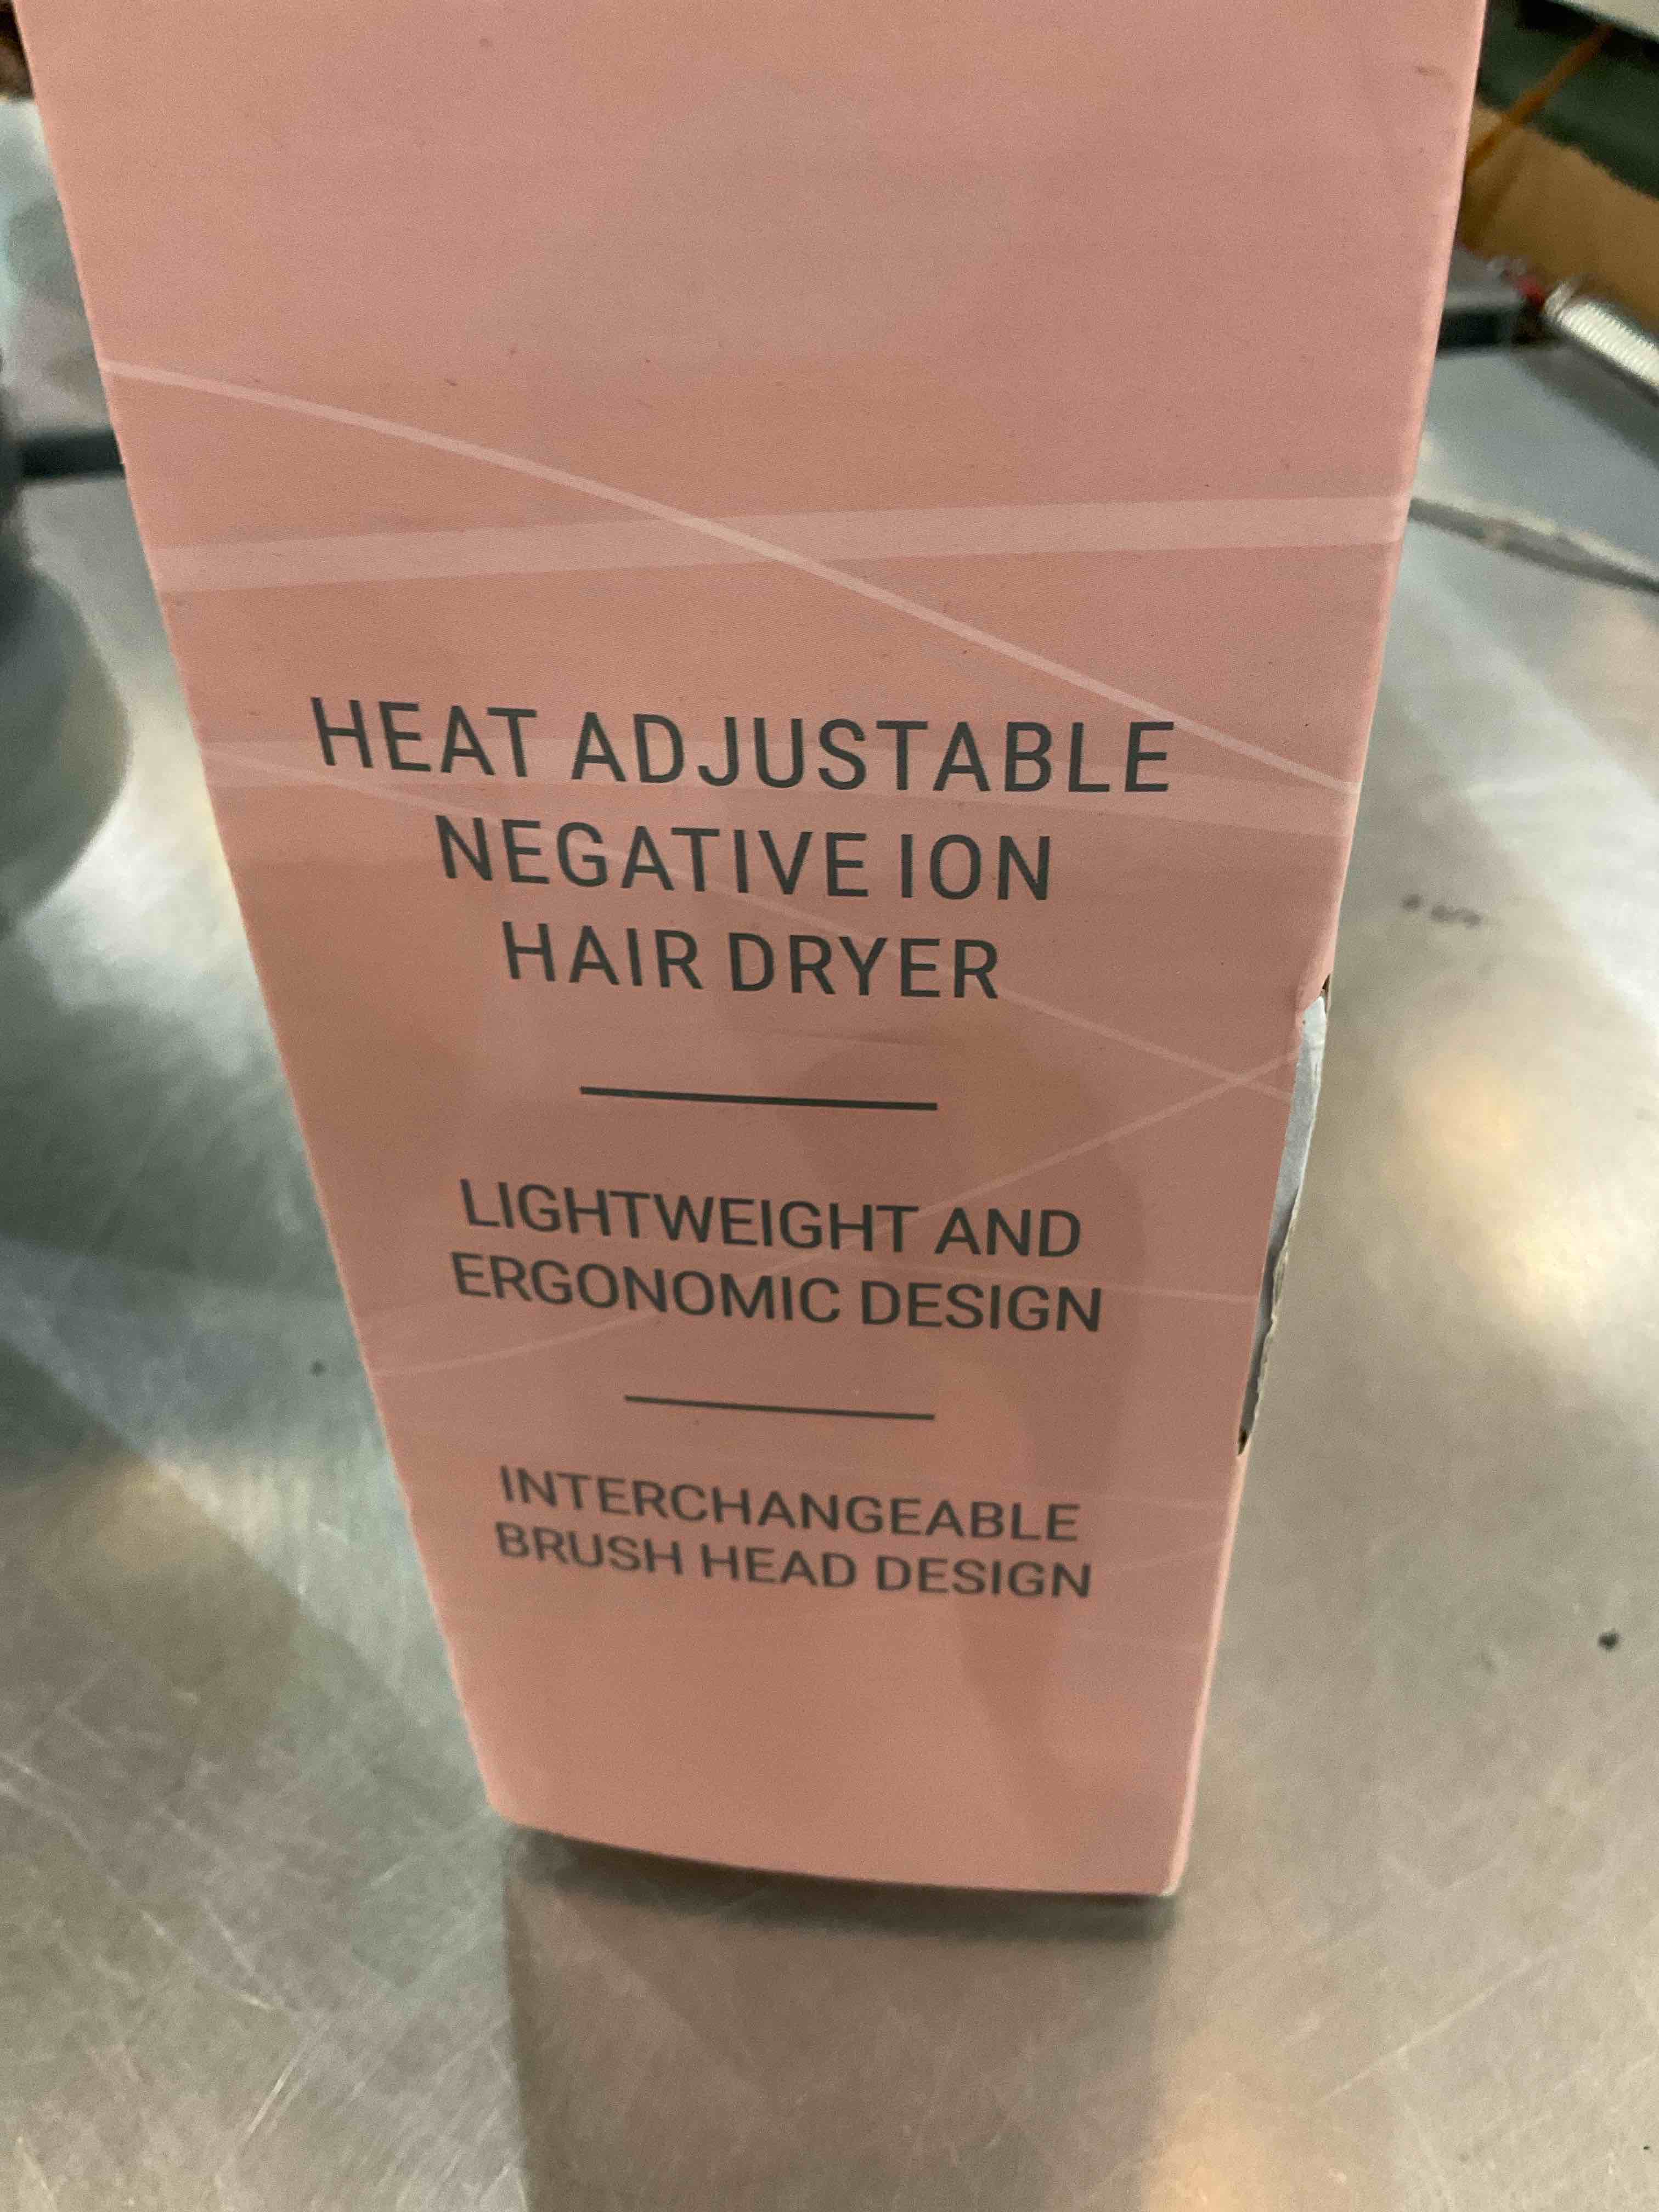 HEAT ADJUSTABLE
NEGATIVE ION
HAIR DRYER
LIGHTWEIGHT AND
ERGONOMIC DESIGN
INTERCHANGEABLE
BRUSH HEAD DESIGN